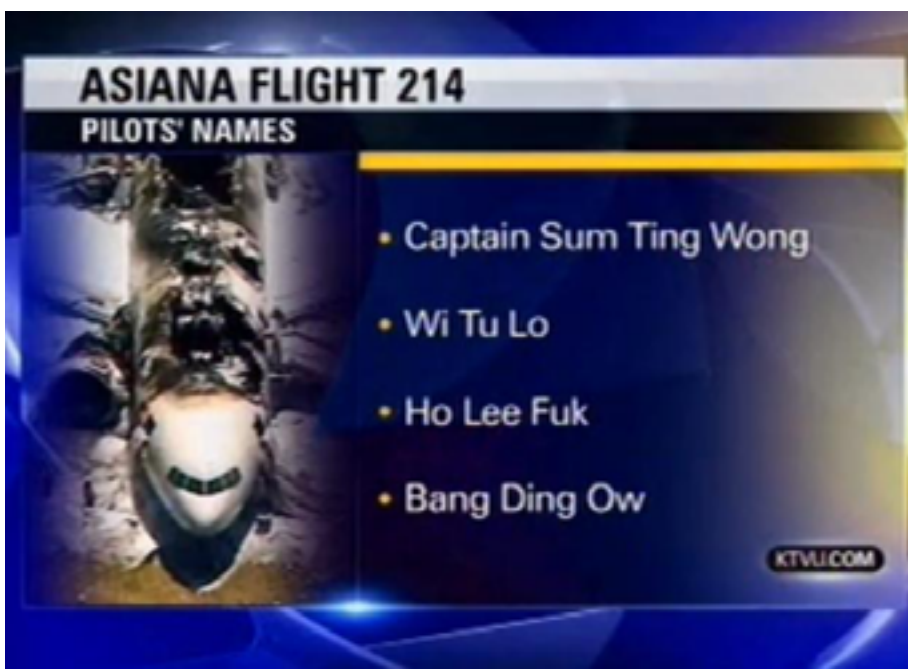 ASIANA FLIGHT 214
PILOTS' NAMES
• Captain Sum Ting Wong
• Wi Tu Lo
• Ho Lee Fuk
• Bang Ding Ow
KTVU.COM